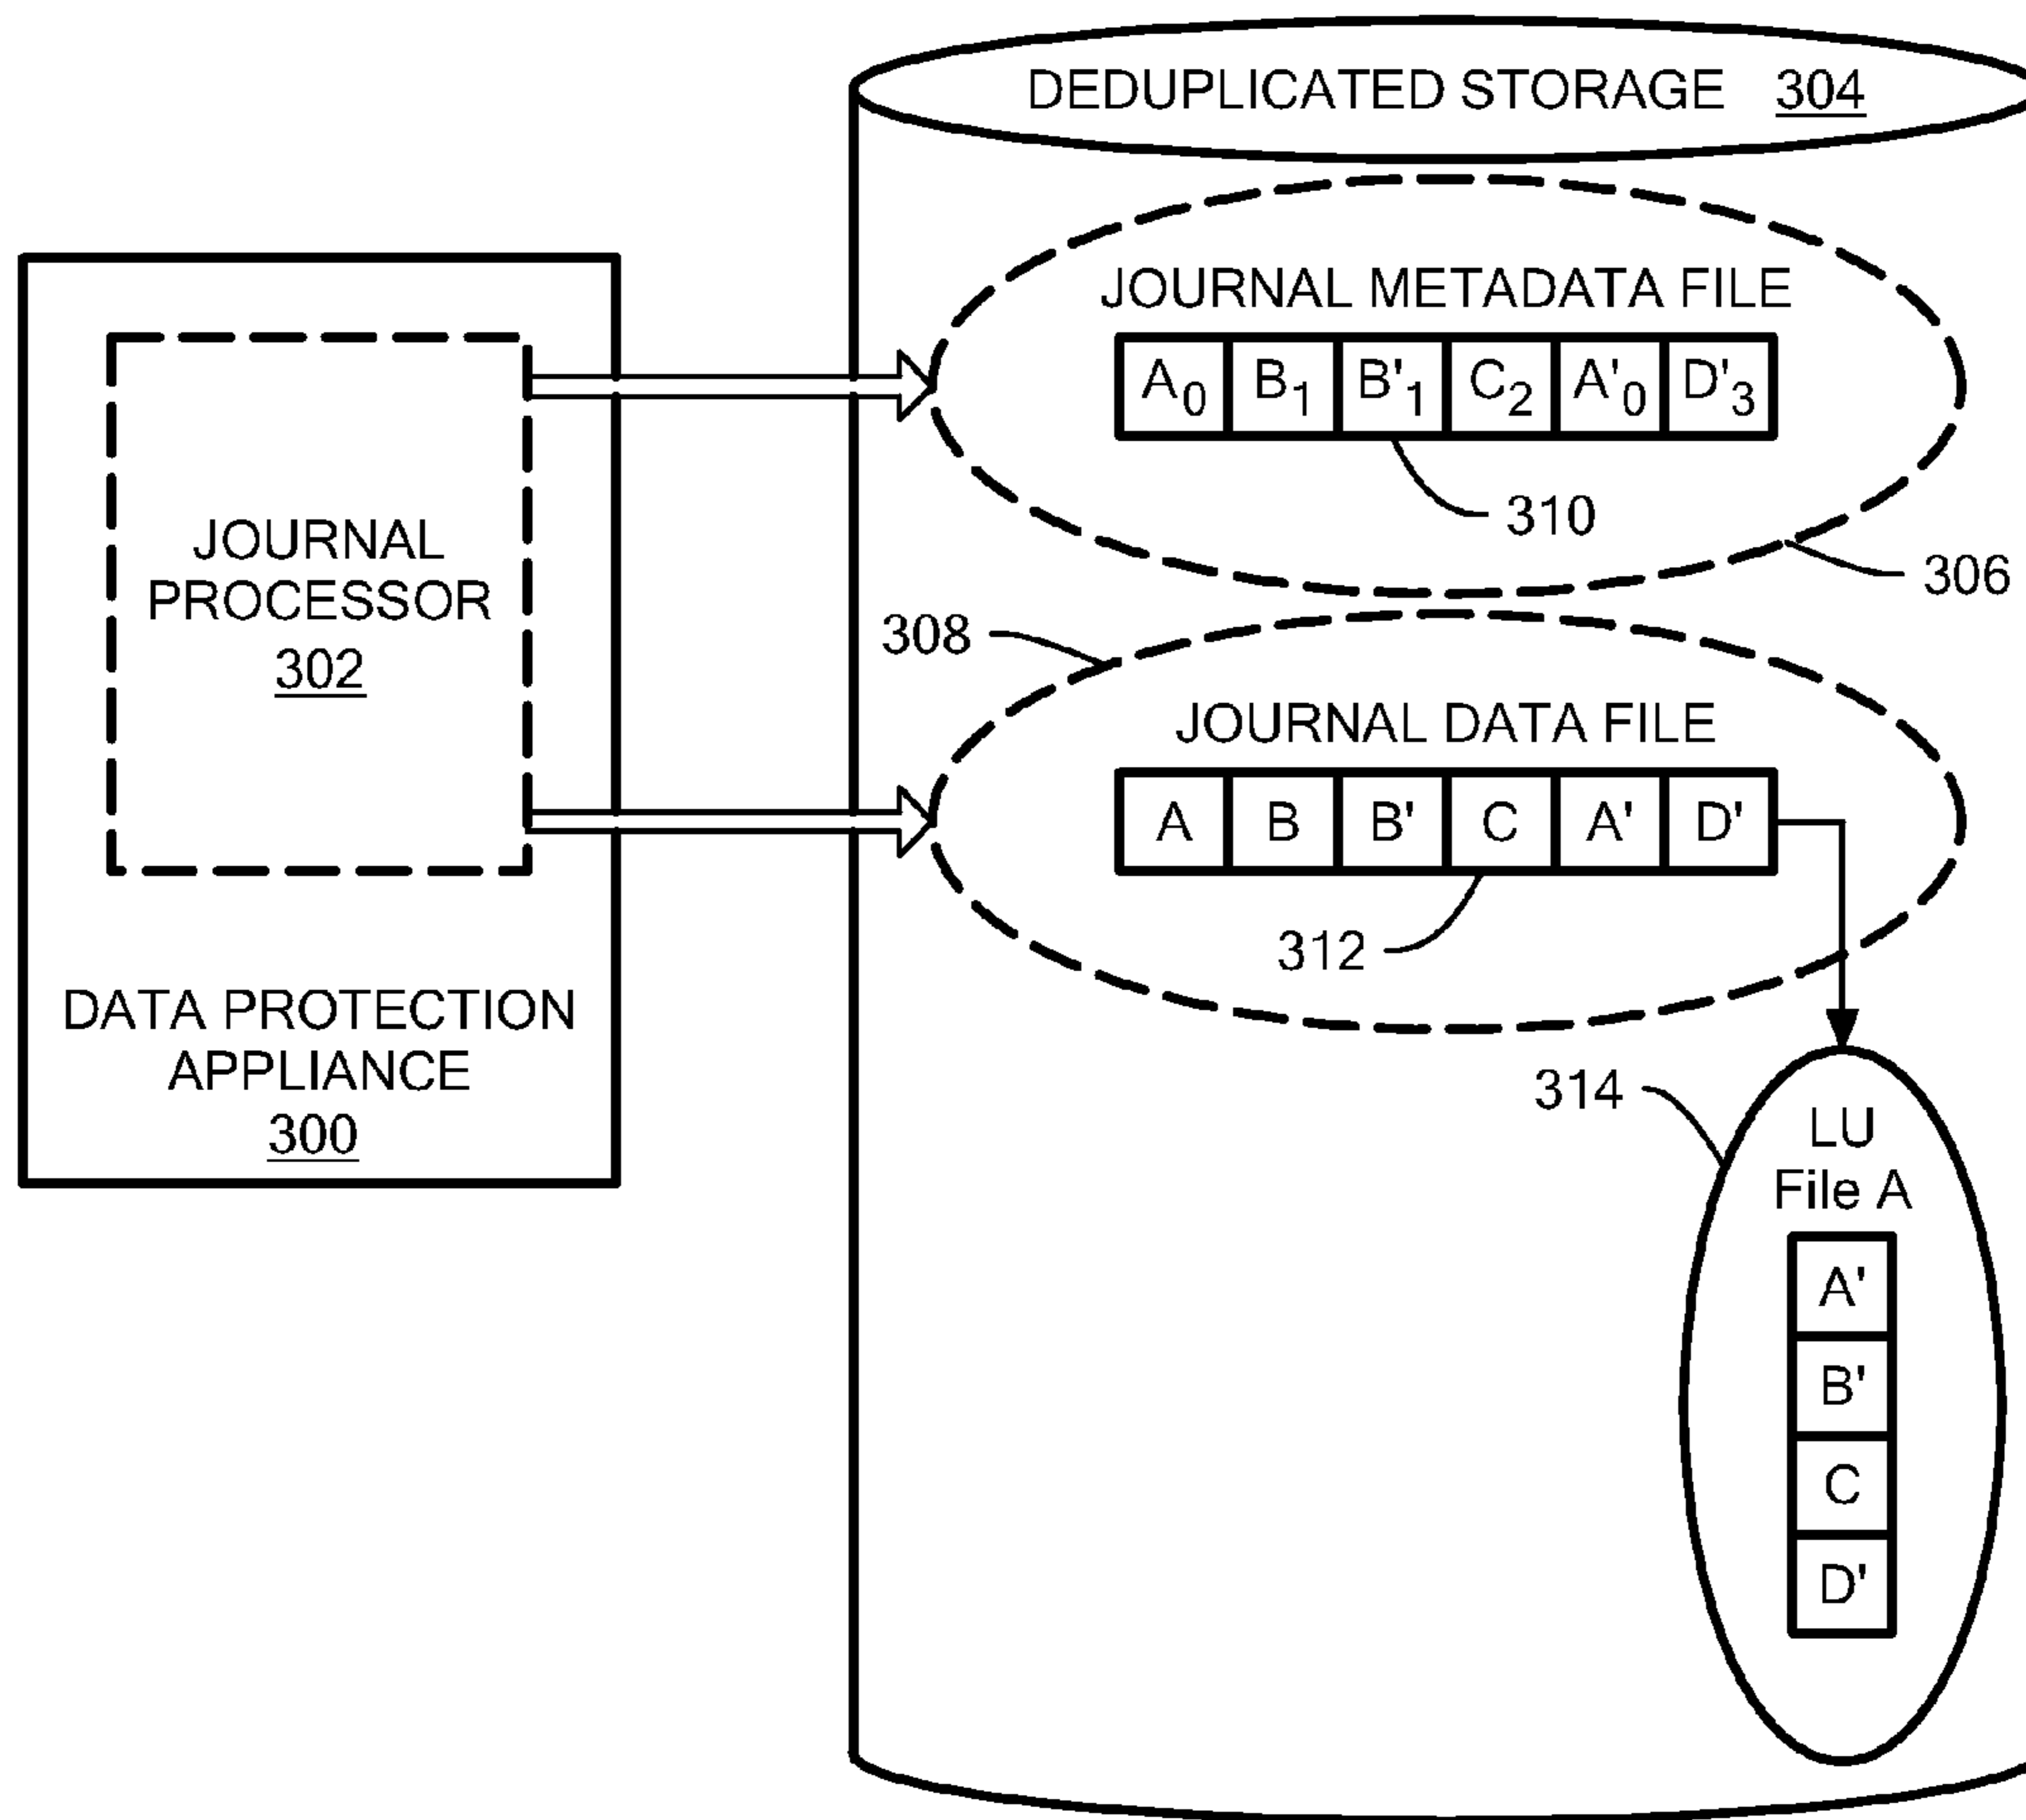 DEDUPLICATED STORAGE 304
JOURNAL METADATA FILE
A0 B1 B'1 C2 A'0 D'3
310
306
JOURNAL
PROCESSOR
302
308
JOURNAL DATA FILE
A B B' C A' D'
312
DATA PROTECTION
APPLIANCE
300
314
LU
File A
A'
B'
C
D'